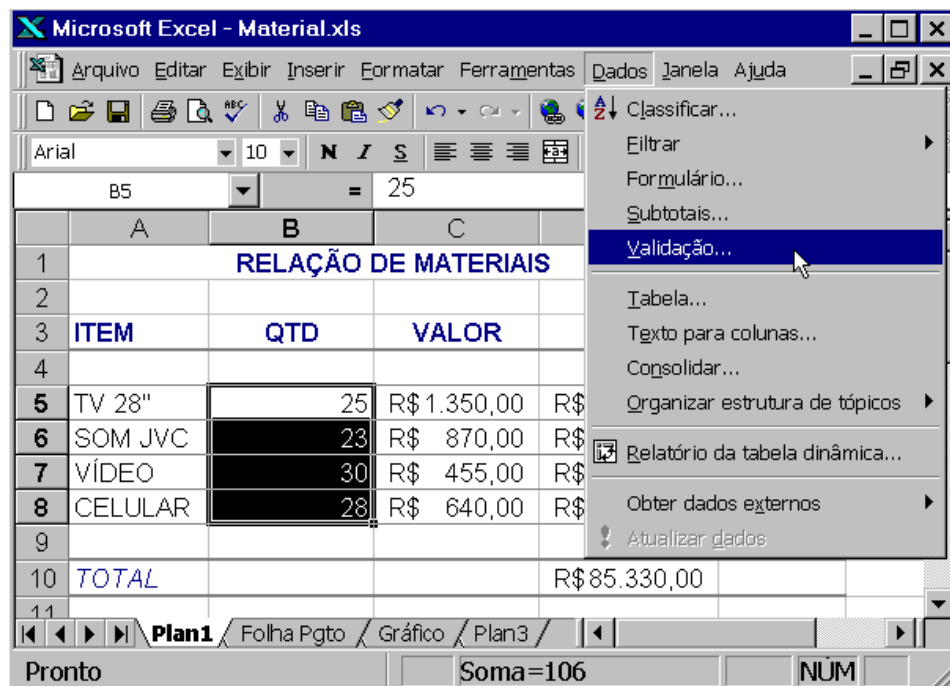 Microsoft Excel - Material.xls
Arquivo Editar Exibir Inserir Formatar Ferramentas Dados Janela Ajuda
ABC
Arial 10 N I S a
B5 = 25
A B C
1 RELAÇÃO DE MATERIAIS
2
3 ITEM QTD VALOR
4
5 TV 28" 25 R$1.350,00 R$
6 SOM JVC 23 R$ 870,00 R$
7 VÍDEO 30 R$ 455,00 R$
8 CELULAR 28 R$ 640,00 R$
9
10 TOTAL R$85.330,00
11
Classificar...
Filtrar
Formulário...
Subtotais...
Validação...
Tabela...
Texto para colunas...
Consolidar...
Organizar estrutura de tópicos
Relatório da tabela dinâmica...
Obter dados externos
Atualizar dados
Plan1 Folha Pgto Gráfico Plan3
Pronto Soma=106 NÚM